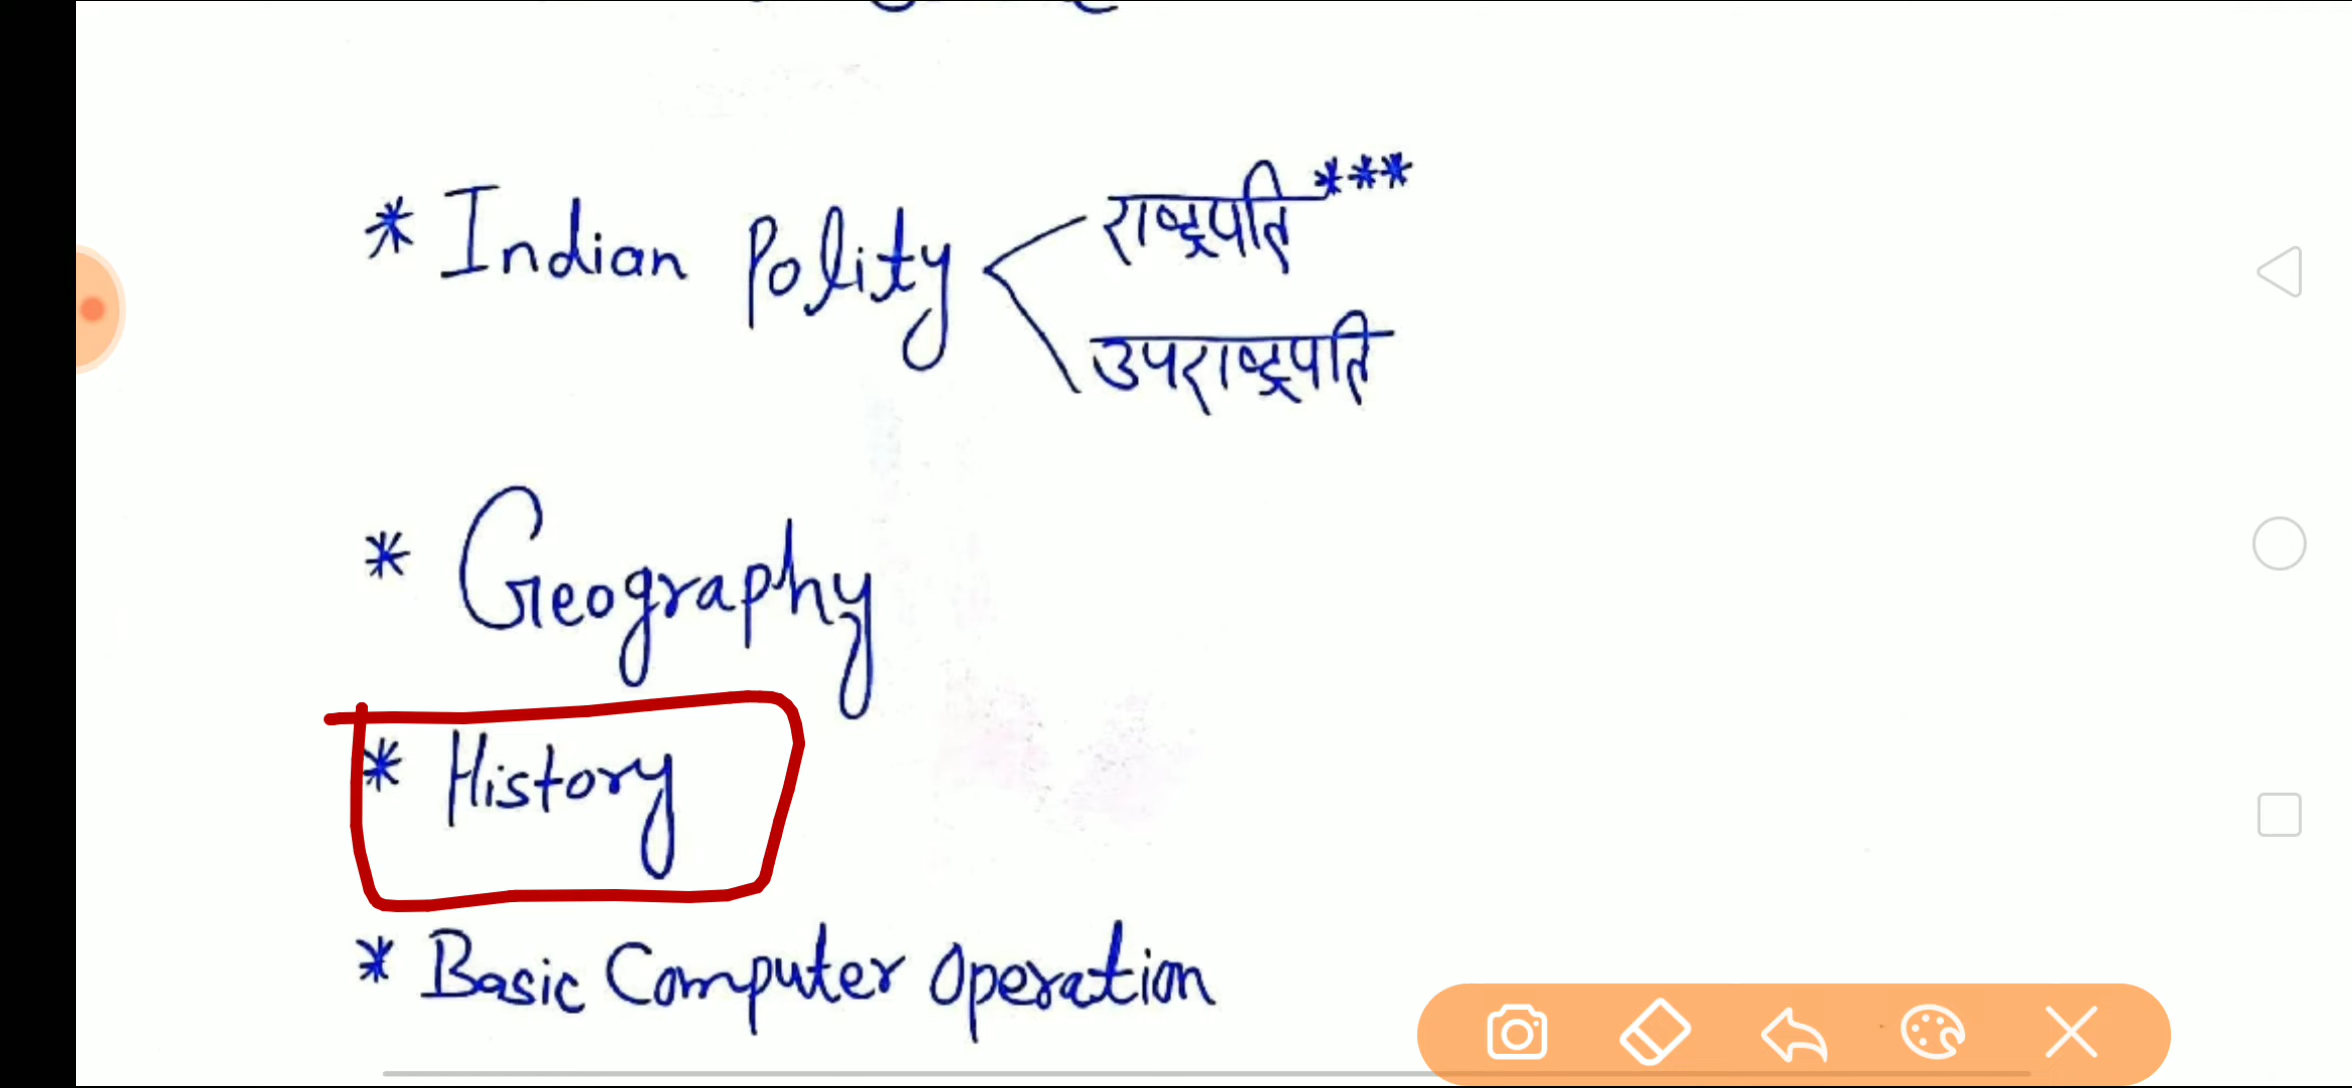 * Indian Polity < राष्ट्रपति ***
उपराष्ट्रपति
* Geography
* History
* Basic Computer Operation